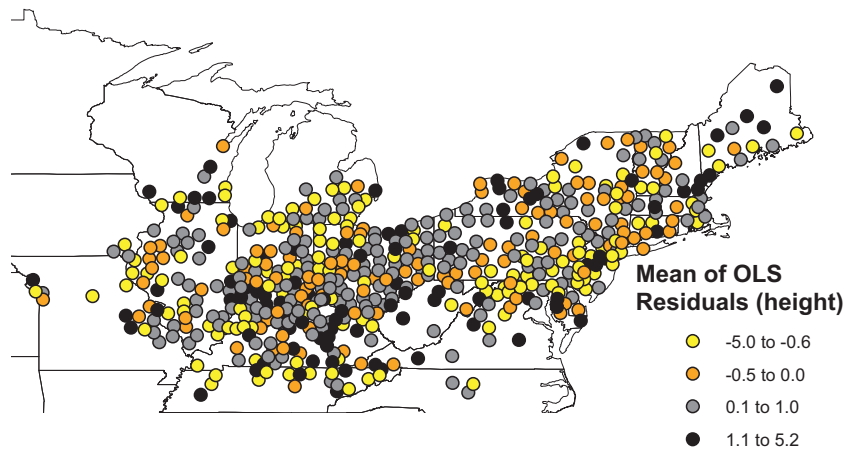 Mean of OLS
Residuals (height)
-5.0 to -0.6
-0.5 to 0.0
0.1 to 1.0
1.1 to 5.2